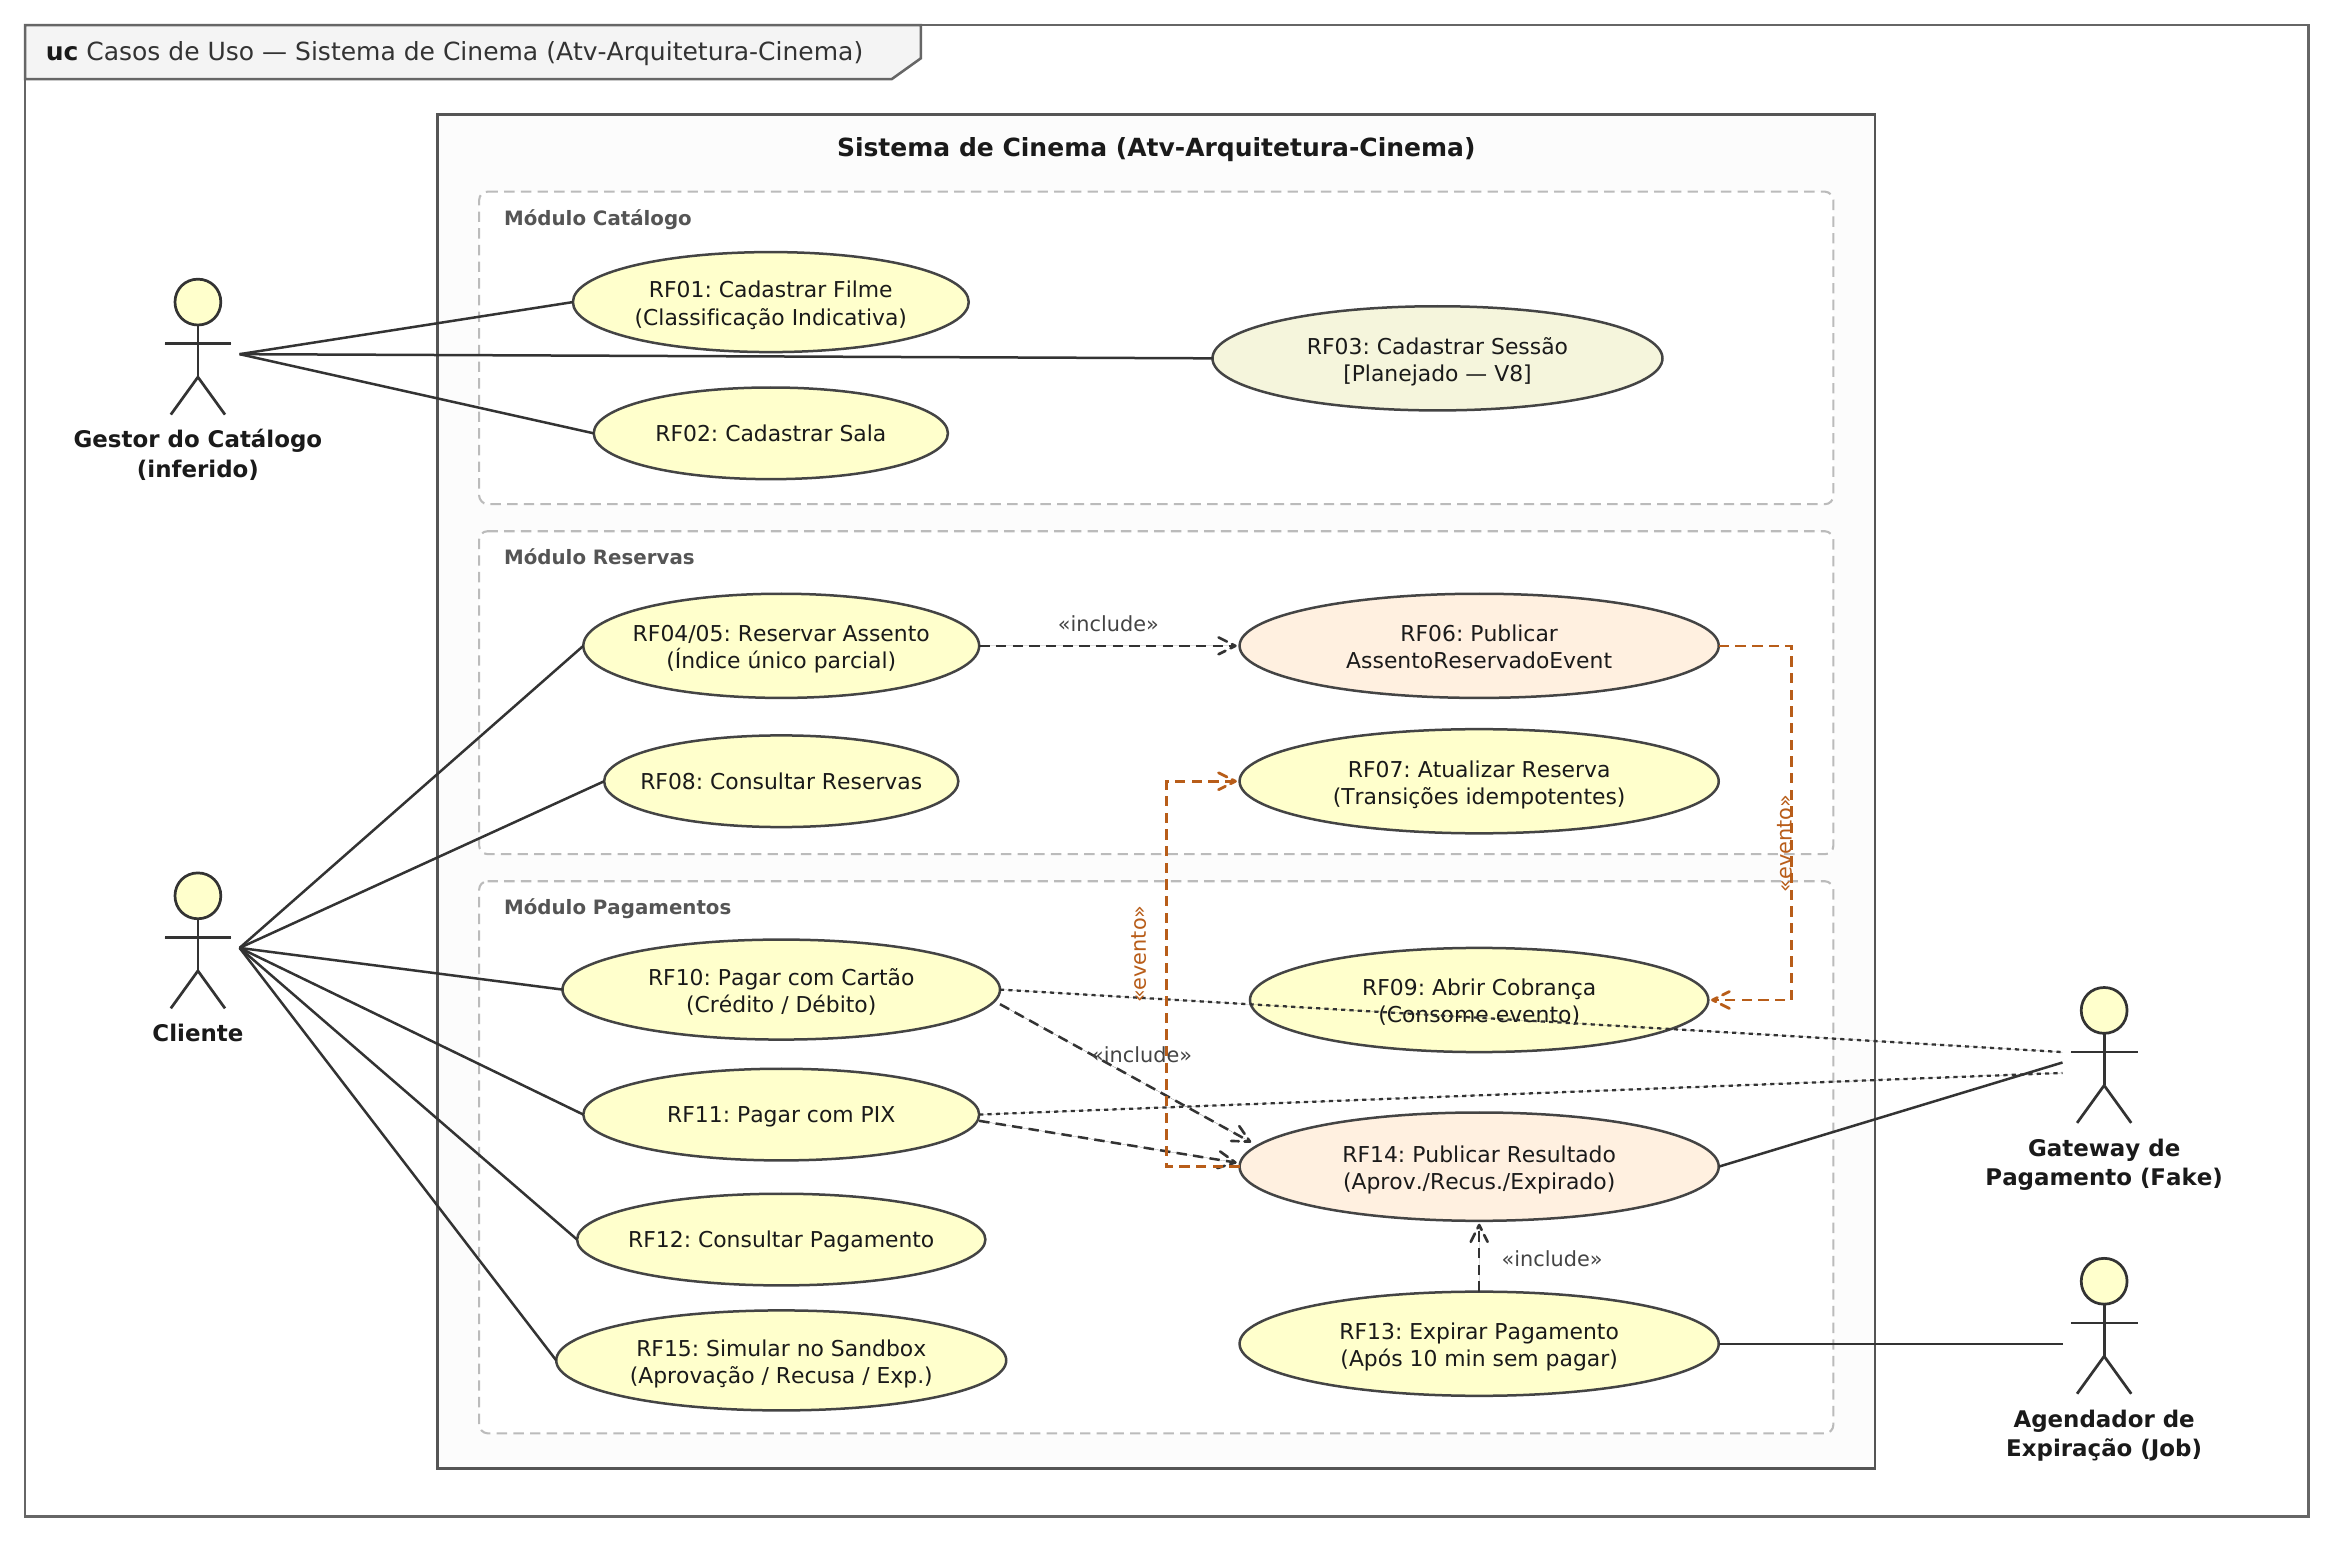 uc Casos de Uso — Sistema de Cinema (Atv-Arquitetura-Cinema)
Sistema de Cinema (Atv-Arquitetura-Cinema)
Módulo Catálogo
RF01: Cadastrar Filme
(Classificação Indicativa)
RF03: Cadastrar Sessão
[Planejado — V8]
RF02: Cadastrar Sala
Gestor do Catálogo
(inferido)
Módulo Reservas
RF04/05: Reservar Assento
(Índice único parcial)
«include»
RF06: Publicar
AssentoReservadoEvent
RF08: Consultar Reservas
RF07: Atualizar Reserva
(Transições idempotentes)
«evento»
Módulo Pagamentos
«evento»
RF10: Pagar com Cartão
(Crédito / Débito)
RF09: Abrir Cobrança
(Consome evento)
Cliente
«include»
RF11: Pagar com PIX
RF14: Publicar Resultado
(Aprov./Recus./Expirado)
Gateway de
Pagamento (Fake)
RF12: Consultar Pagamento
«include»
RF15: Simular no Sandbox
(Aprovação / Recusa / Exp.)
RF13: Expirar Pagamento
(Após 10 min sem pagar)
Agendador de
Expiração (Job)